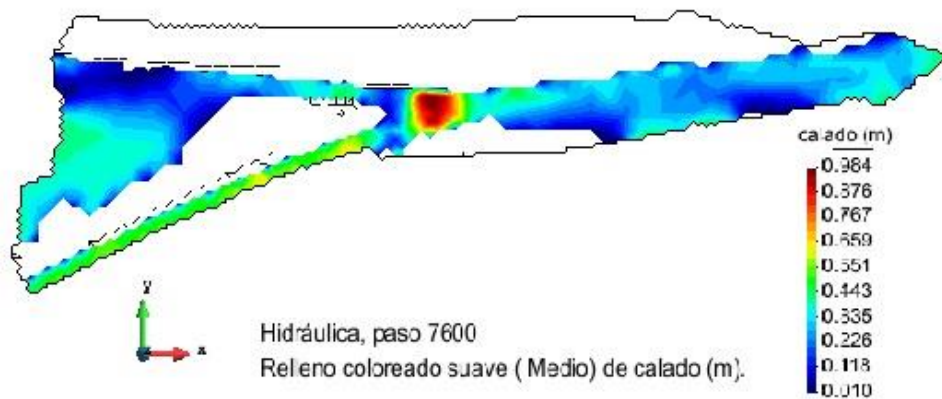 calado (m)
0.984
0.876
0.767
0.659
0.551
0.443
0.335
0.226
0.118
0.010
y
x
Hidráulica, paso 7600
Relleno coloreado suave ( Medio) de calado (m).